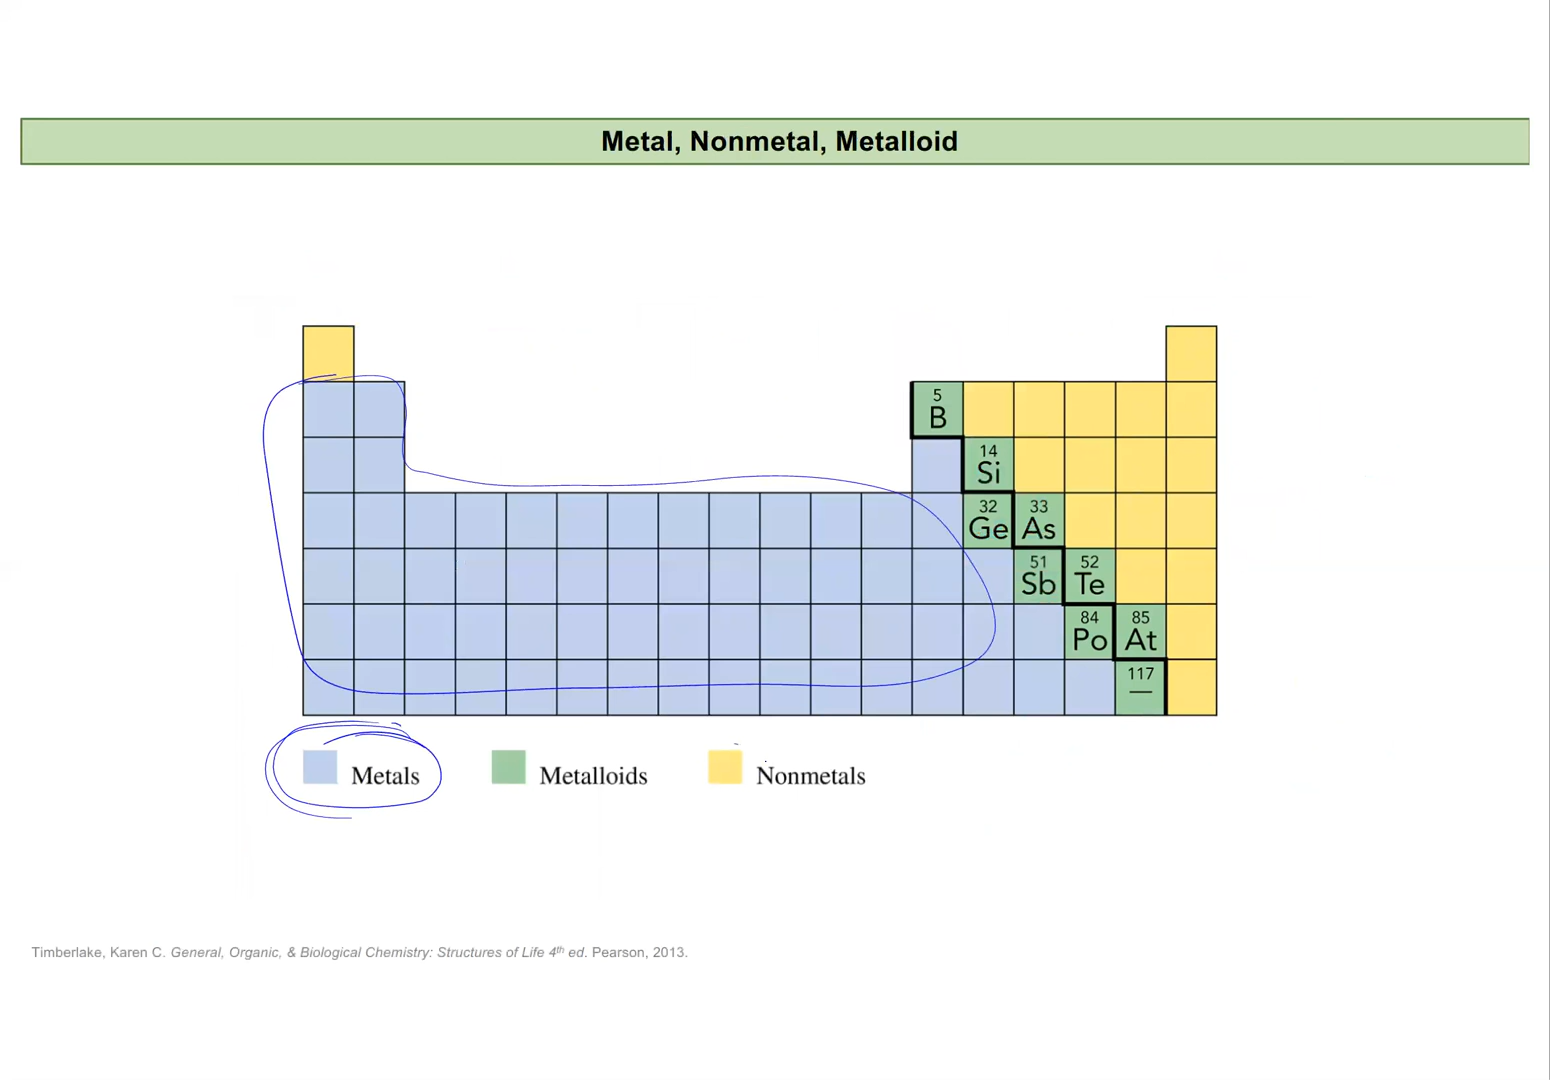 Metal, Nonmetal, Metalloid
5
B
14
Si
32 33
Ge As
51 52
Sb Te
84 85
Po At
117
—
Metals Metalloids Nonmetals
Timberlake, Karen C. General, Organic, & Biological Chemistry: Structures of Life 4th ed. Pearson, 2013.